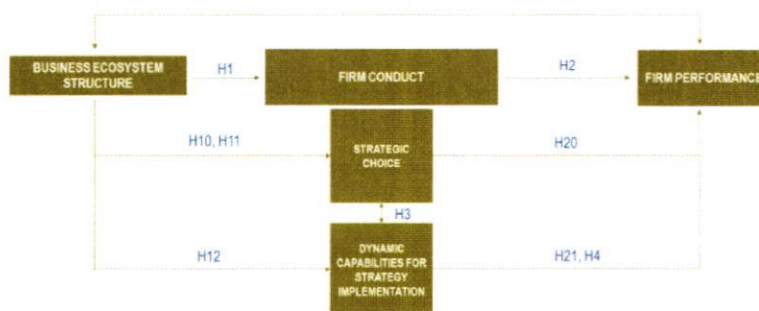 BUSINESS ECOSYSTEM
STRUCTURE
H1
FIRM CONDUCT
H2
FIRM PERFORMANCE
H10, H11
STRATEGIC
CHOICE
H20
H3
H12
DYNAMIC
CAPABILITIES FOR
STRATEGY
IMPLEMENTATION
H21, H4